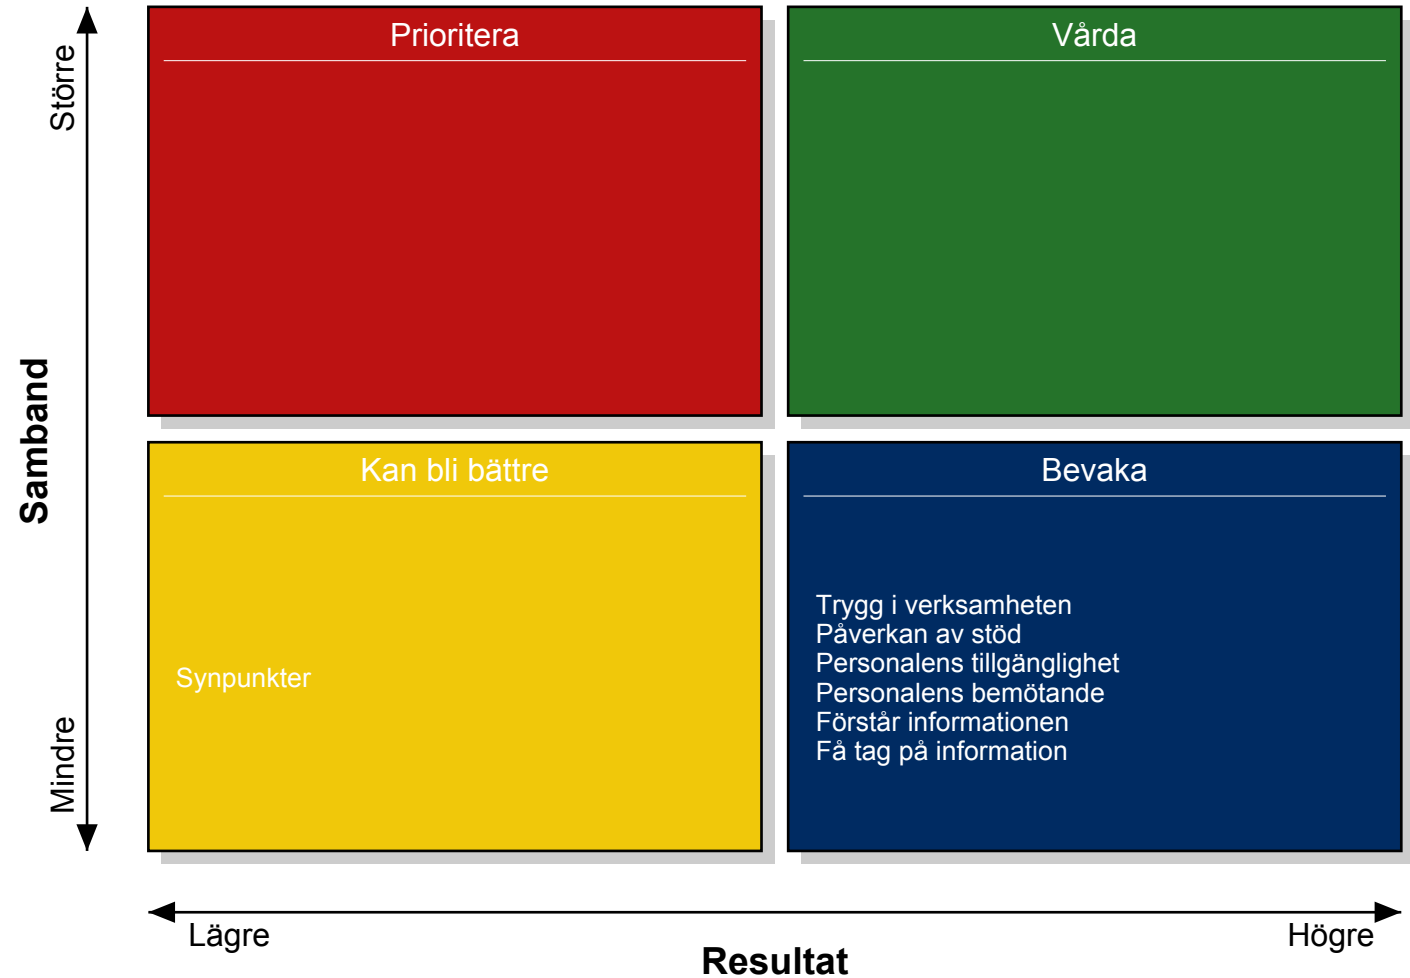 Större
Samband
Mindre
Prioritera
Vårda
Kan bli bättre
Synpunkter
Bevaka
Trygg i verksamheten
Påverkan av stöd
Personalens tillgänglighet
Personalens bemötande
Förstår informationen
Få tag på information
Lägre
Resultat
Högre